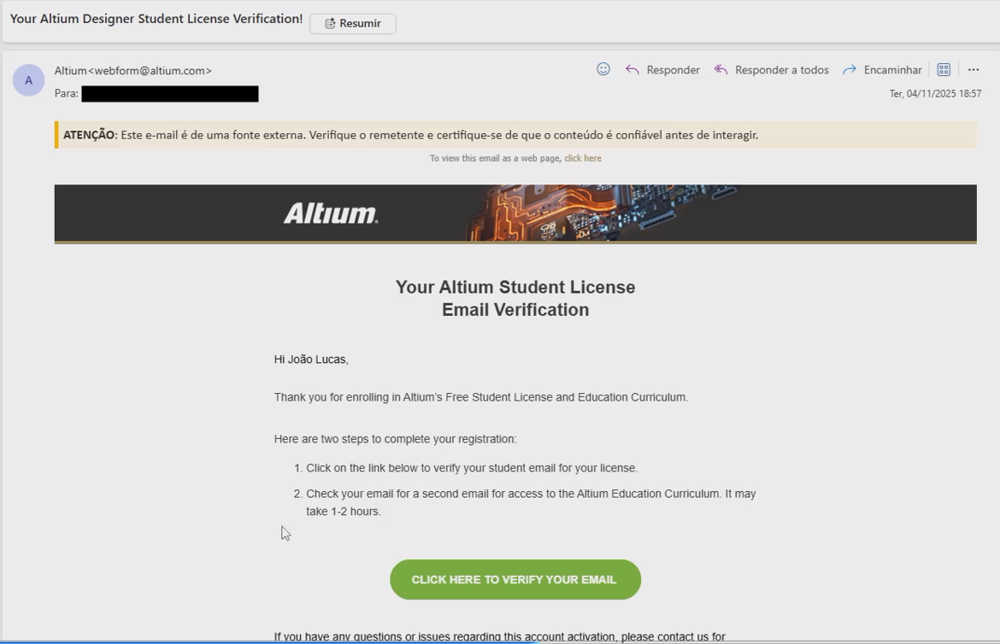 Your Altium Designer Student License Verification!
Resumir
A
Altium<webform@altium.com>
Responder
Responder a todos
Encaminhar
Para:
Ter, 04/11/2025 18:57
ATENÇÃO: Este e-mail é de uma fonte externa. Verifique o remetente e certifique-se de que o conteúdo é confiável antes de interagir.
To view this email as a web page, click here
Altium.
Your Altium Student License
Email Verification
Hi João Lucas,
Thank you for enrolling in Altium's Free Student License and Education Curriculum.
Here are two steps to complete your registration:
1. Click on the link below to verify your student email for your license.
2. Check your email for a second email for access to the Altium Education Curriculum. It may
take 1-2 hours.
CLICK HERE TO VERIFY YOUR EMAIL
If you have any questions or issues regarding this account activation, please contact us for